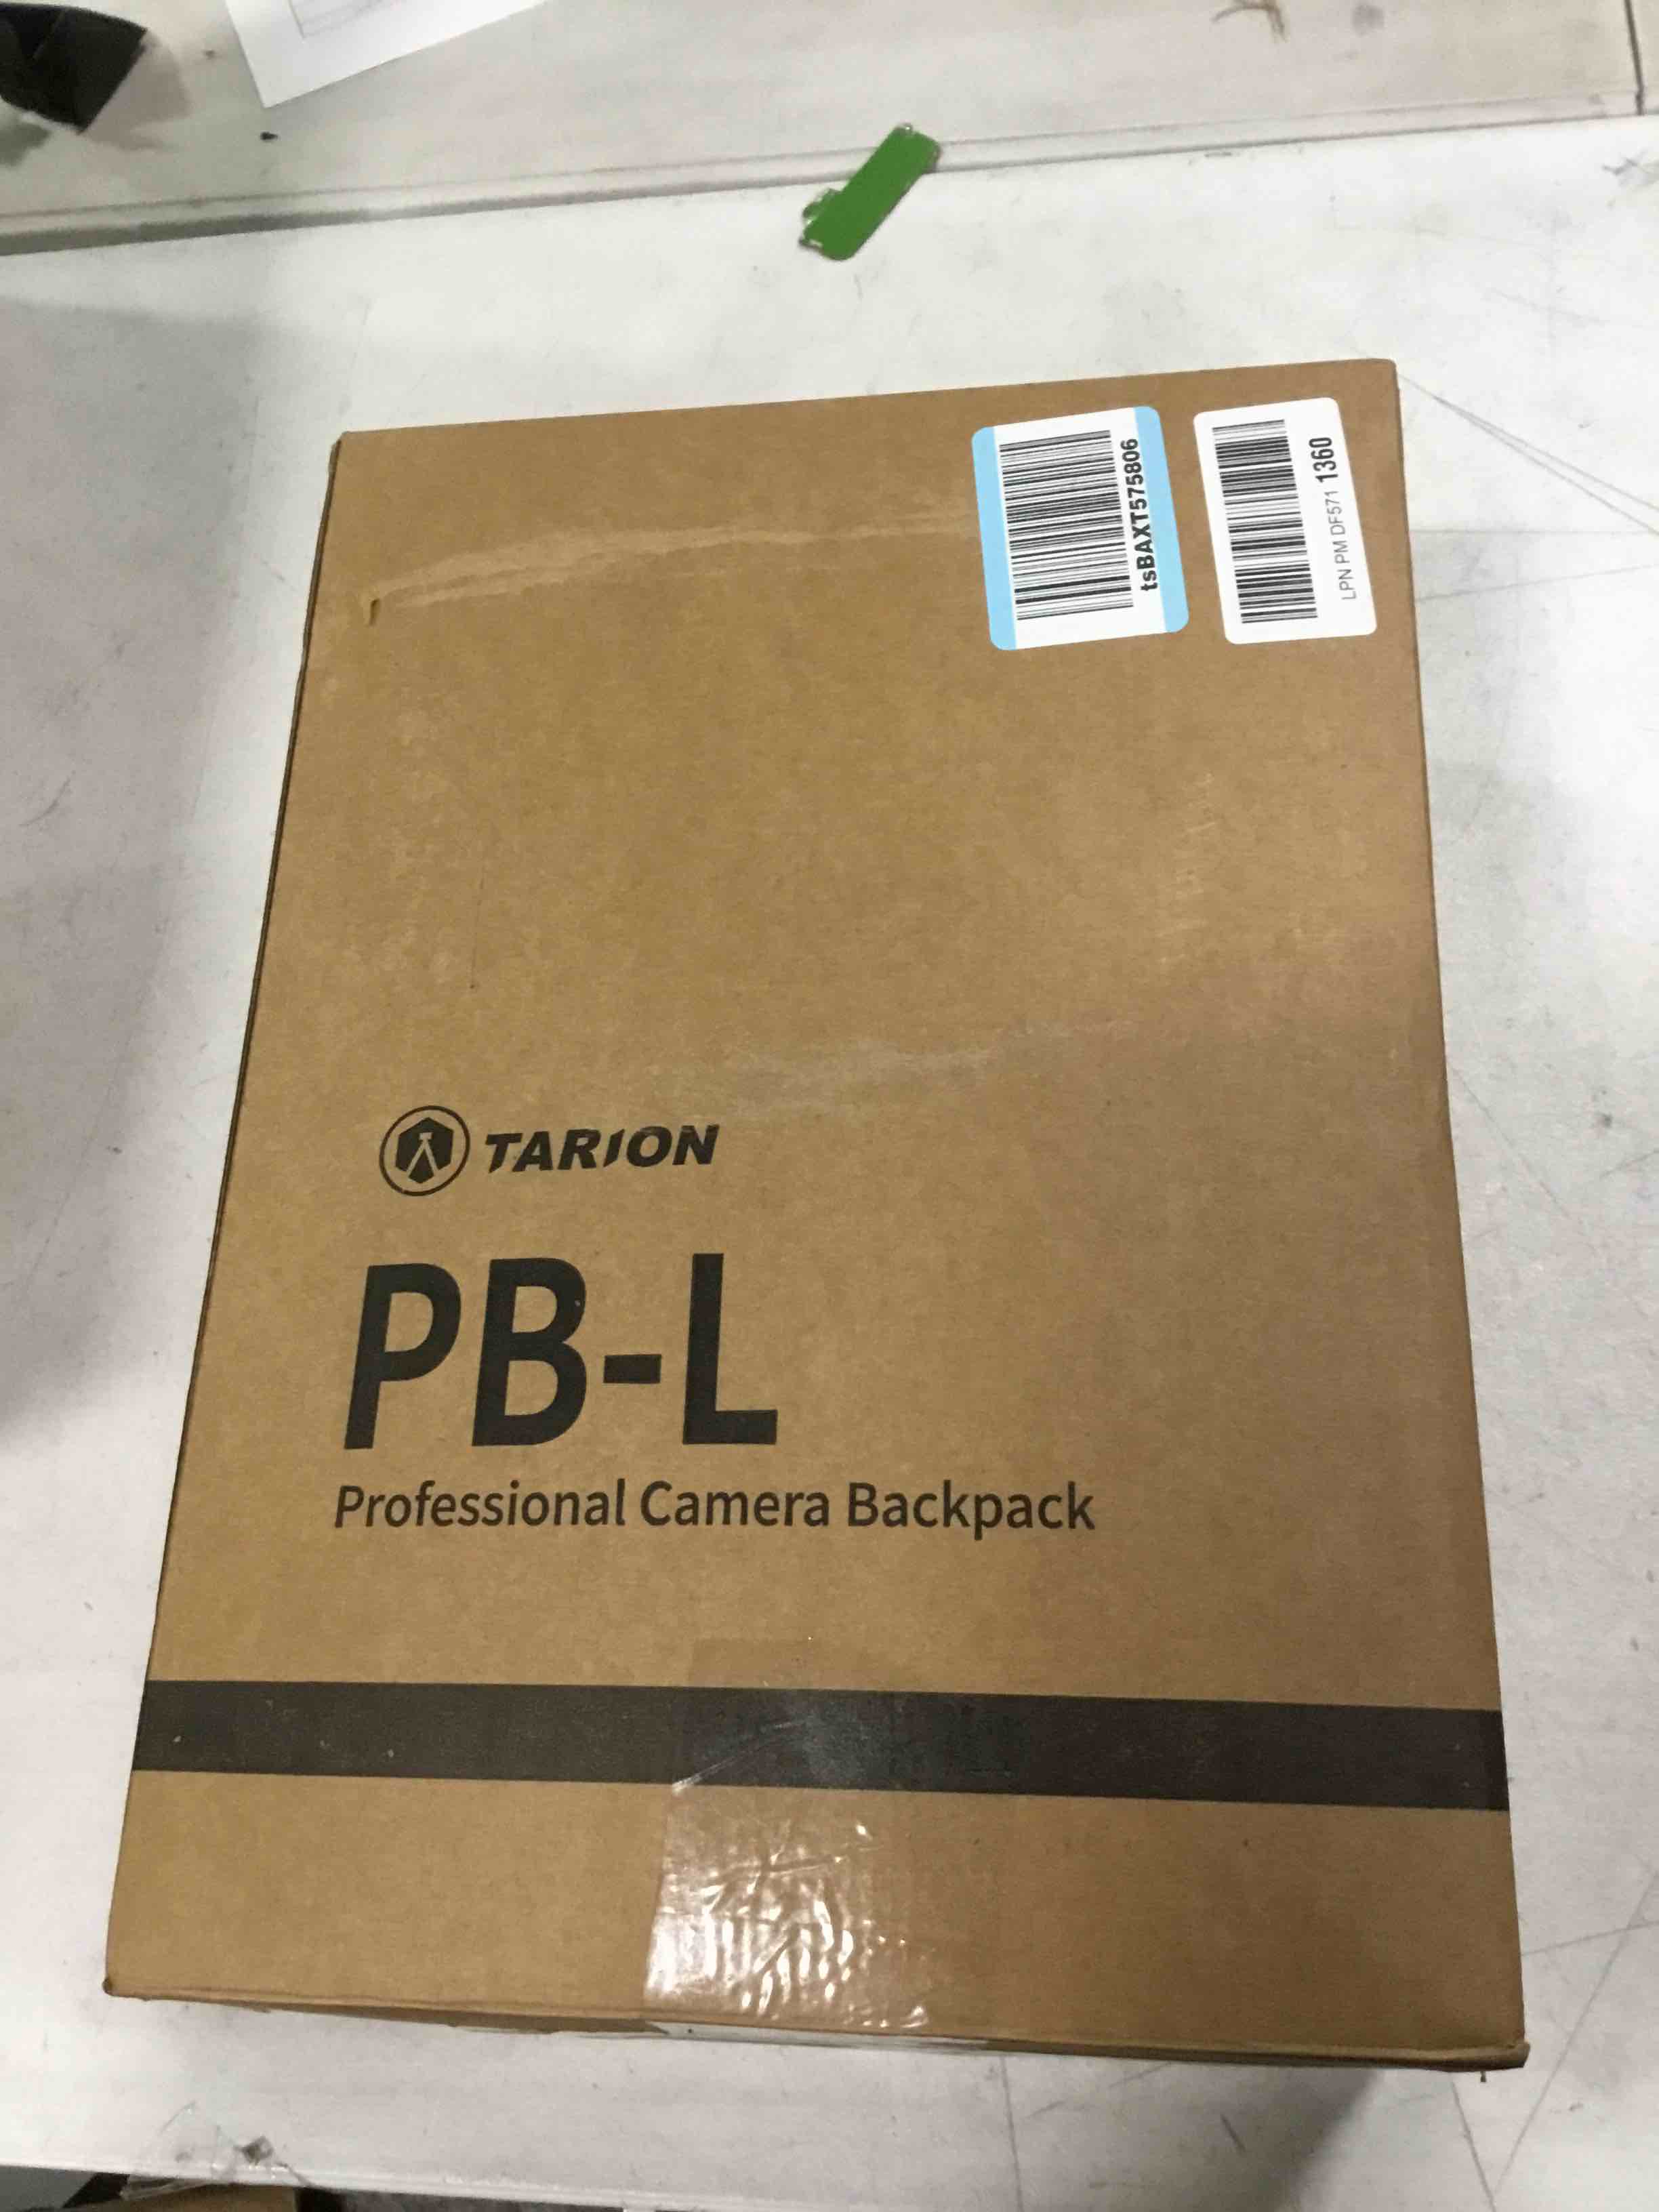 tsBAXT575806
LPN PM DF571 1360
TARION
PB-L
Professional Camera Backpack